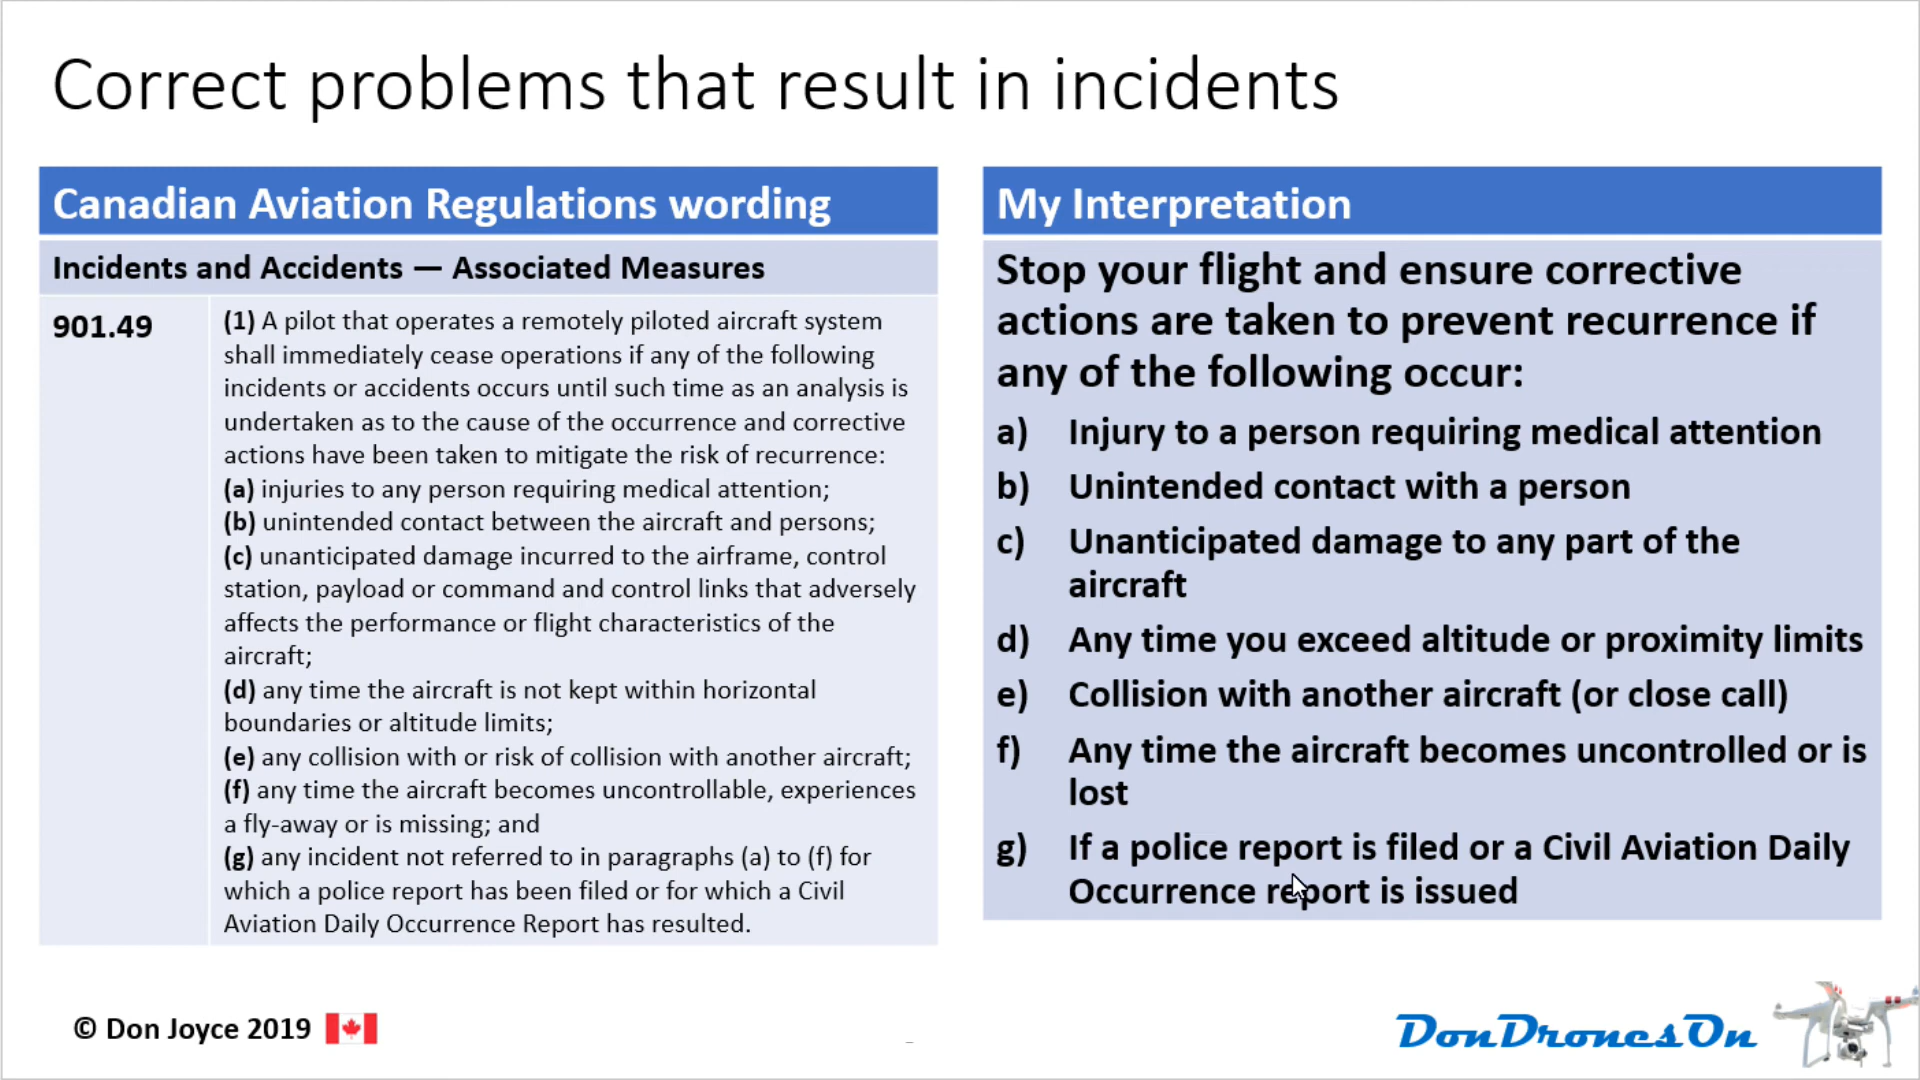 Correct problems that result in incidents
Canadian Aviation Regulations wording
Incidents and Accidents — Associated Measures
901.49
(1) A pilot that operates a remotely piloted aircraft system
shall immediately cease operations if any of the following
incidents or accidents occurs until such time as an analysis is
undertaken as to the cause of the occurrence and corrective
actions have been taken to mitigate the risk of recurrence:
(a) injuries to any person requiring medical attention;
(b) unintended contact between the aircraft and persons;
(c) unanticipated damage incurred to the airframe, control
station, payload or command and control links that adversely
affects the performance or flight characteristics of the
aircraft;
(d) any time the aircraft is not kept within horizontal
boundaries or altitude limits;
(e) any collision with or risk of collision with another aircraft;
(f) any time the aircraft becomes uncontrollable, experiences
a fly-away or is missing; and
(g) any incident not referred to in paragraphs (a) to (f) for
which a police report has been filed or for which a Civil
Aviation Daily Occurrence Report has resulted.
My Interpretation
Stop your flight and ensure corrective
actions are taken to prevent recurrence if
any of the following occur:
a) Injury to a person requiring medical attention
b) Unintended contact with a person
c) Unanticipated damage to any part of the
aircraft
d) Any time you exceed altitude or proximity limits
e) Collision with another aircraft (or close call)
f) Any time the aircraft becomes uncontrolled or is
lost
g) If a police report is filed or a Civil Aviation Daily
Occurrence report is issued
© Don Joyce 2019
DonDronesOn